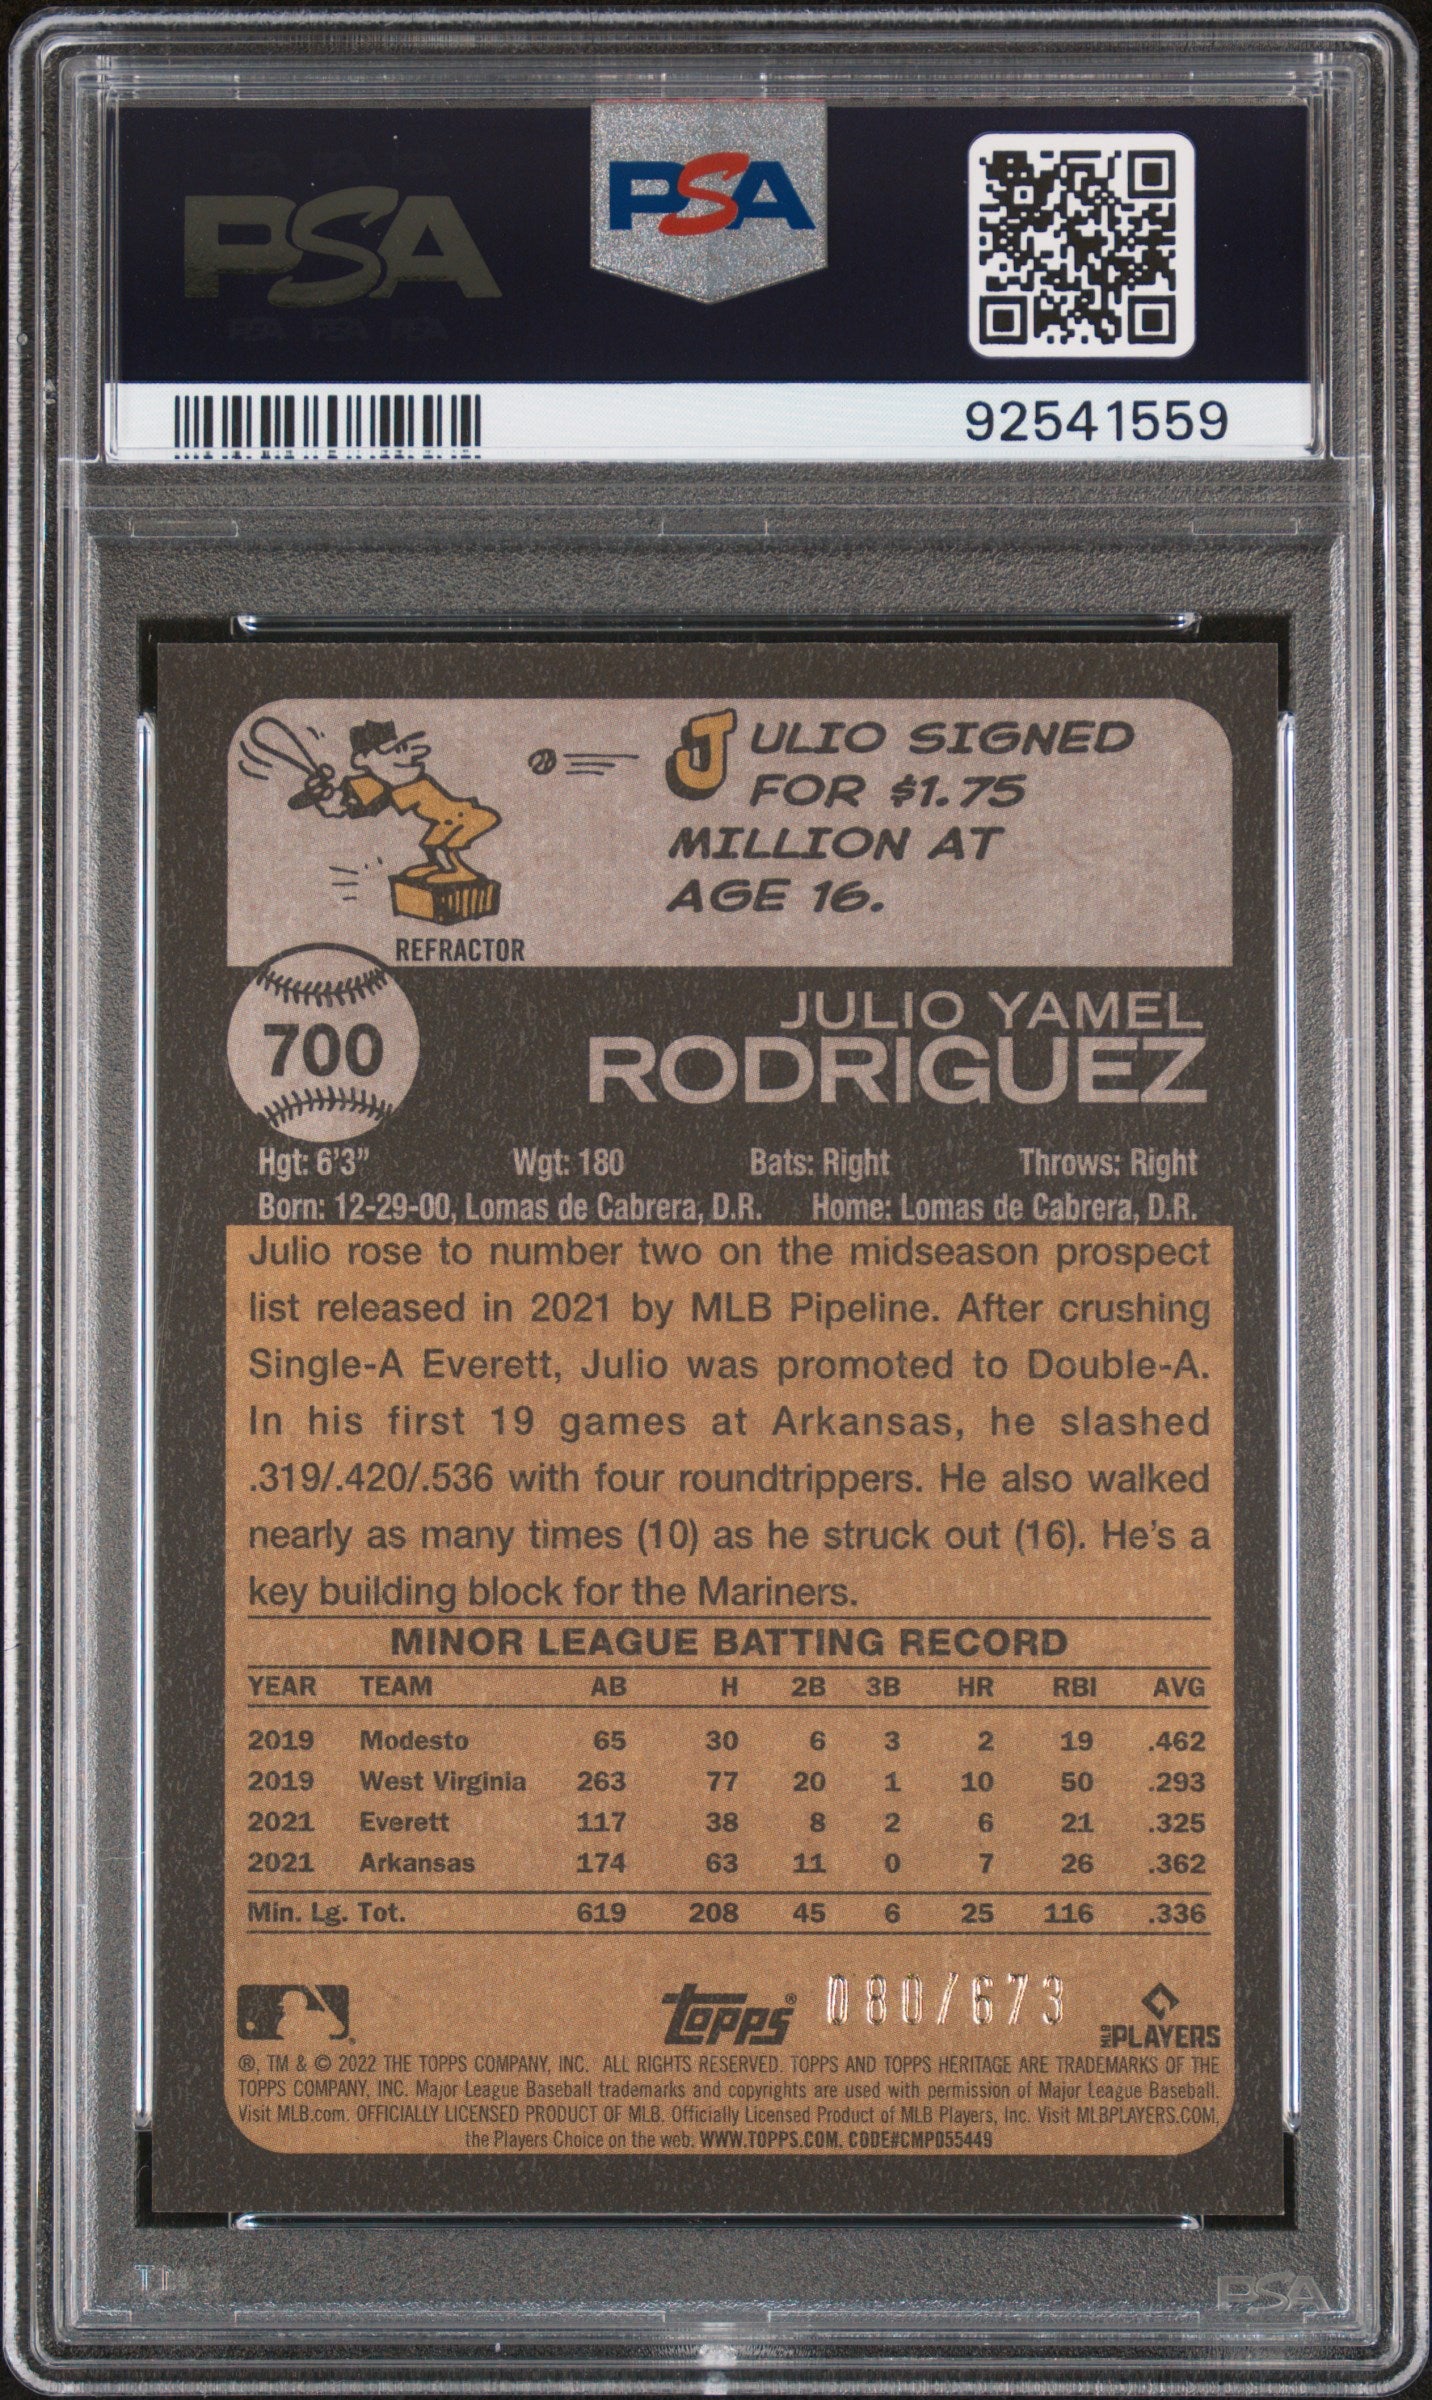 PSA
PSA
92541559
JULIO SIGNED
FOR $1.75
MILLION AT
AGE 16.
REFRACTOR
700
JULIO YAMEL
RODRIGUEZ
Hgt: 6'3" Wgt: 180 Bats: Right Throws: Right
Born: 12-29-00, Lomas de Cabrera, D.R. Home: Lomas de Cabrera, D.R.
Julio rose to number two on the midseason prospect
list released in 2021 by MLB Pipeline. After crushing
Single-A Everett, Julio was promoted to Double-A.
In his first 19 games at Arkansas, he slashed
.319/.420/.536 with four roundtrippers. He also walked
nearly as many times (10) as he struck out (16). He's a
key building block for the Mariners.
MINOR LEAGUE BATTING RECORD
YEAR TEAM AB H 2B 3B HR RBI AVG
2019 Modesto 65 30 6 3 2 19 .462
2019 West Virginia 263 77 20 1 10 50 .293
2021 Everett 117 38 8 2 6 21 .325
2021 Arkansas 174 63 11 0 7 26 .362
Min. Lg. Tot. 619 208 45 6 25 116 .336
Topps® 080/673 MLB PLAYERS
®, TM & © 2022 THE TOPPS COMPANY, INC. ALL RIGHTS RESERVED. TOPPS AND TOPPS HERITAGE ARE TRADEMARKS OF THE
TOPPS COMPANY, INC. Major League Baseball trademarks and copyrights are used with permission of Major League Baseball.
Visit MLB.com. OFFICIALLY LICENSED PRODUCT OF MLB. Officially Licensed Product of MLB Players, Inc. Visit MLBPLAYERS.COM,
the Players Choice on the web. WWW.TOPPS.COM. CODE#CMP055449
PSA